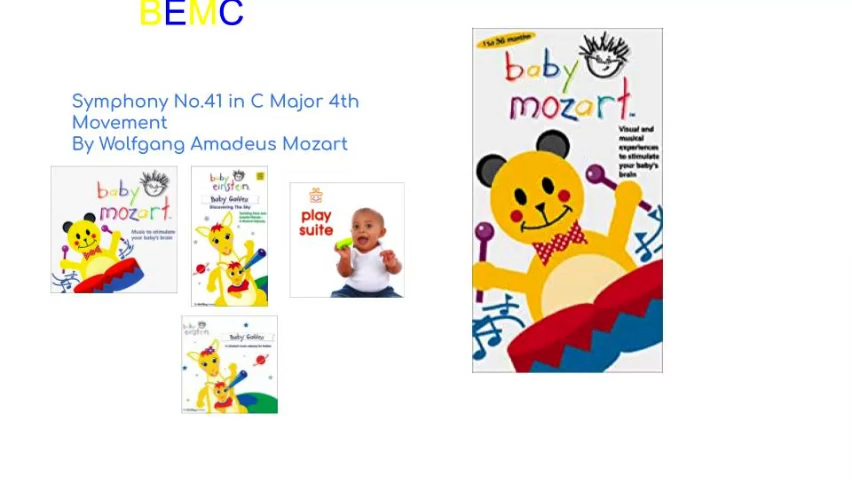 BEMC
Symphony No.41 in C Major 4th
Movement
By Wolfgang Amadeus Mozart
baby
mozart
Music to stimulate
your baby's brain
baby
einstein
Baby Galileo
Discovering The Sky
play
suite
baby
einstein
Baby Galileo
1 to 36 months
baby
mozart™
Visual and
musical
experiences
to stimulate
your baby's
brain